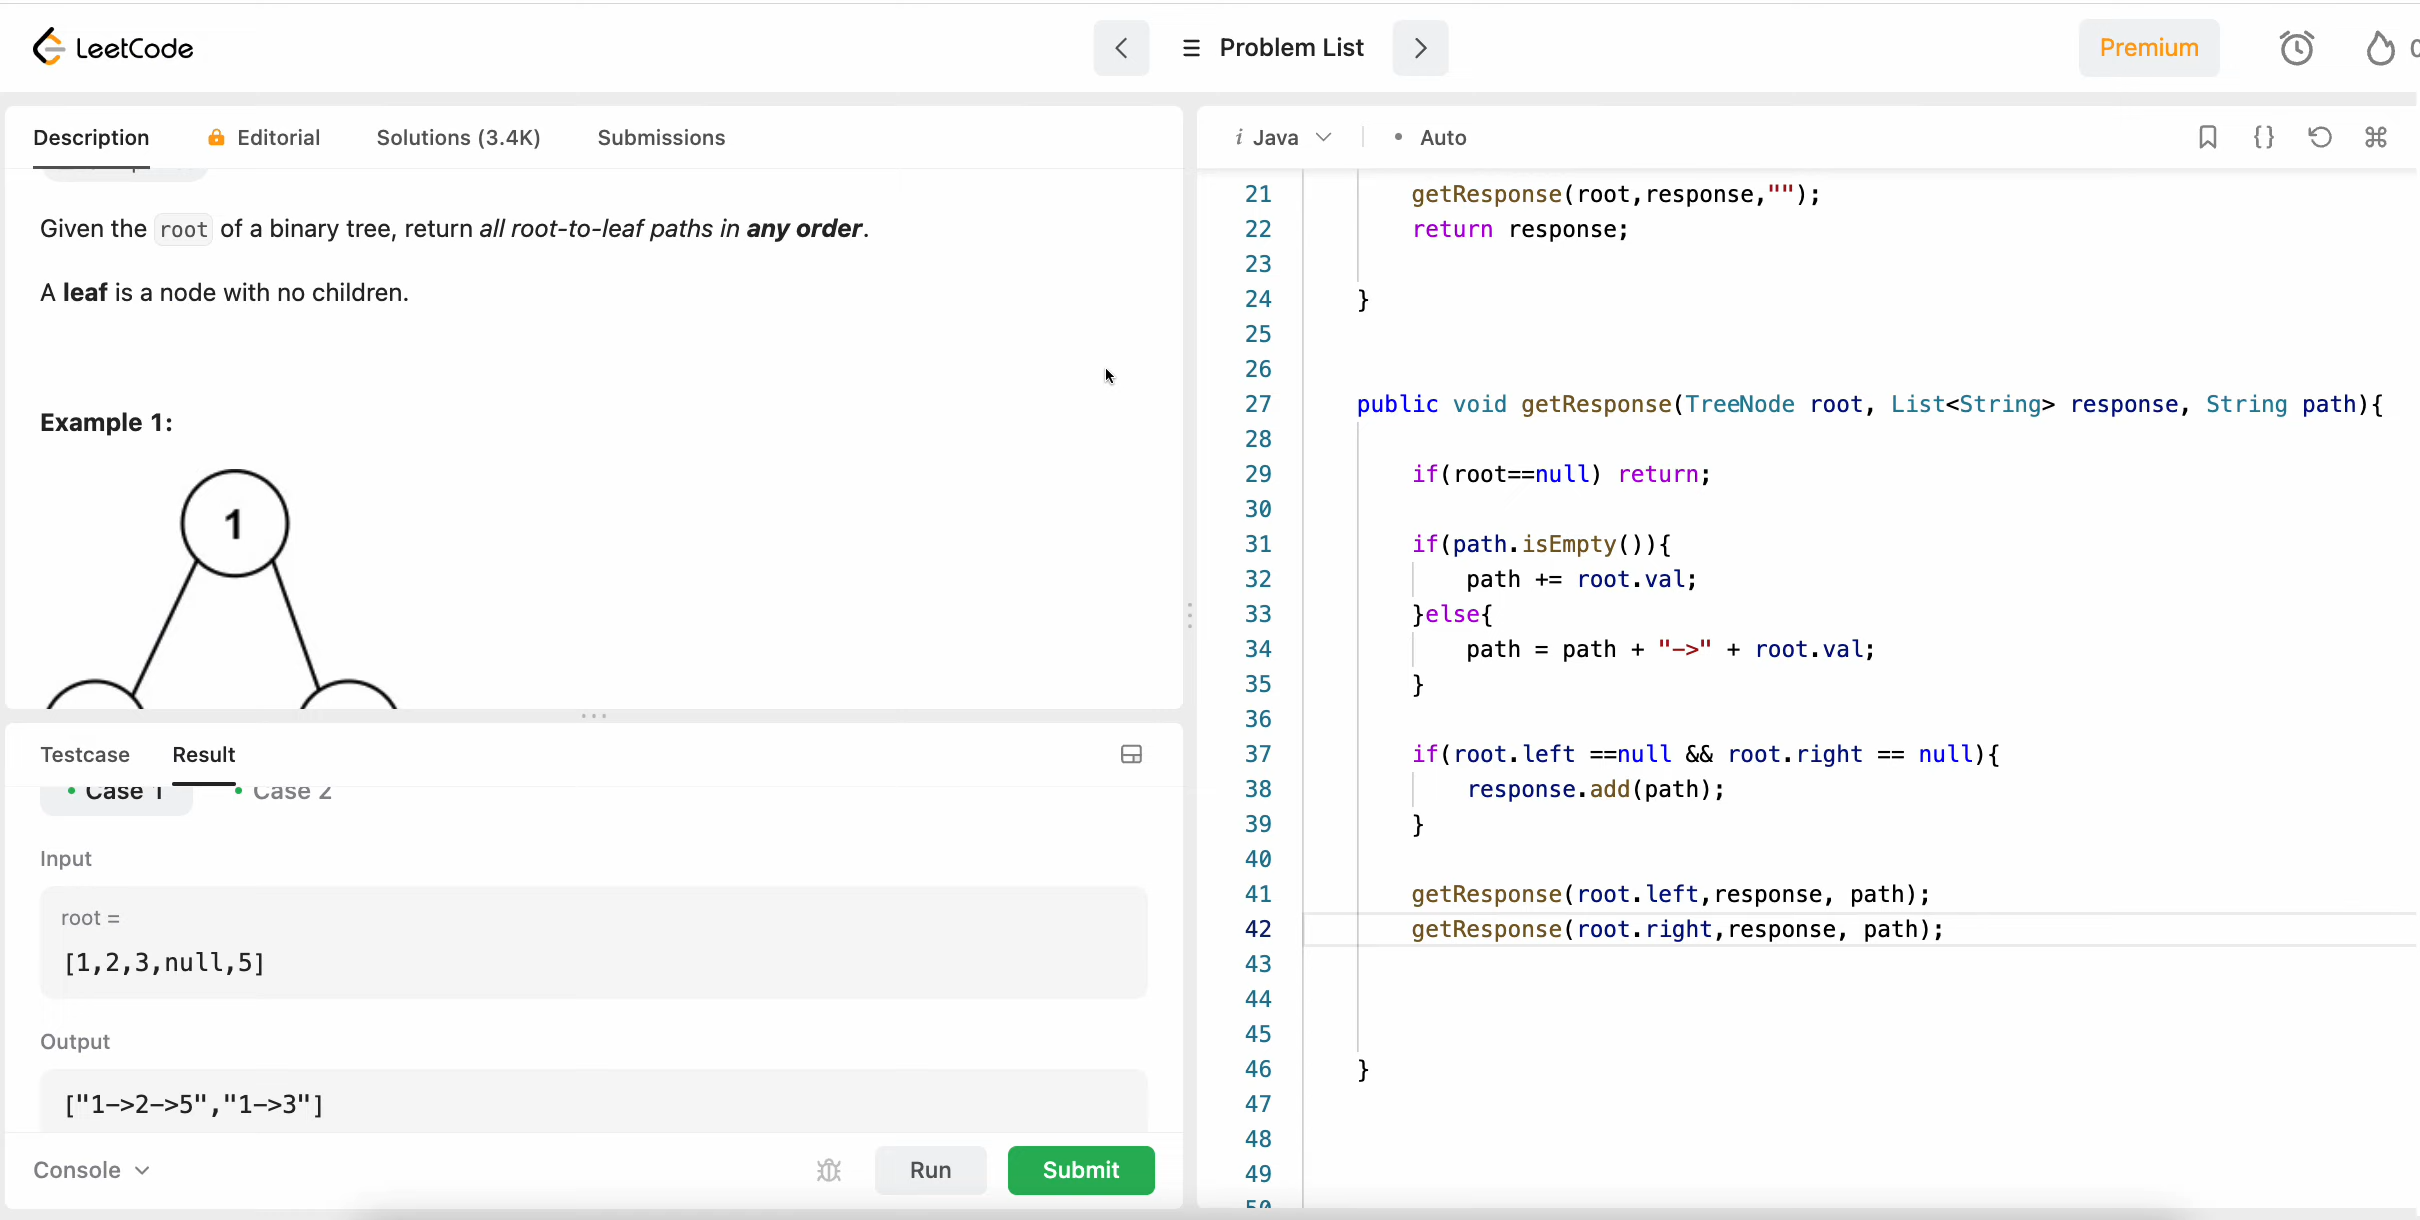 LeetCode
Problem List
Premium
Description
Editorial
Solutions (3.4K)
Submissions
Given the root of a binary tree, return all root-to-leaf paths in any order.
A leaf is a node with no children.
Example 1:
1
Testcase
Result
Case 1
Case 2
Input
root =
[1,2,3,null,5]
Output
["1->2->5","1->3"]
Console
Run
Submit
i Java
• Auto
{}
21 getResponse(root,response,"");
22 return response;
23
24 }
25
26
27 public void getResponse(TreeNode root, List<String> response, String path){
28
29 if(root==null) return;
30
31 if(path.isEmpty()){
32 path += root.val;
33 }else{
34 path = path + "->" + root.val;
35 }
36
37 if(root.left ==null && root.right == null){
38 response.add(path);
39 }
40
41 getResponse(root.left,response, path);
42 getResponse(root.right,response, path);
43
44
45
46 }
47
48
49
50